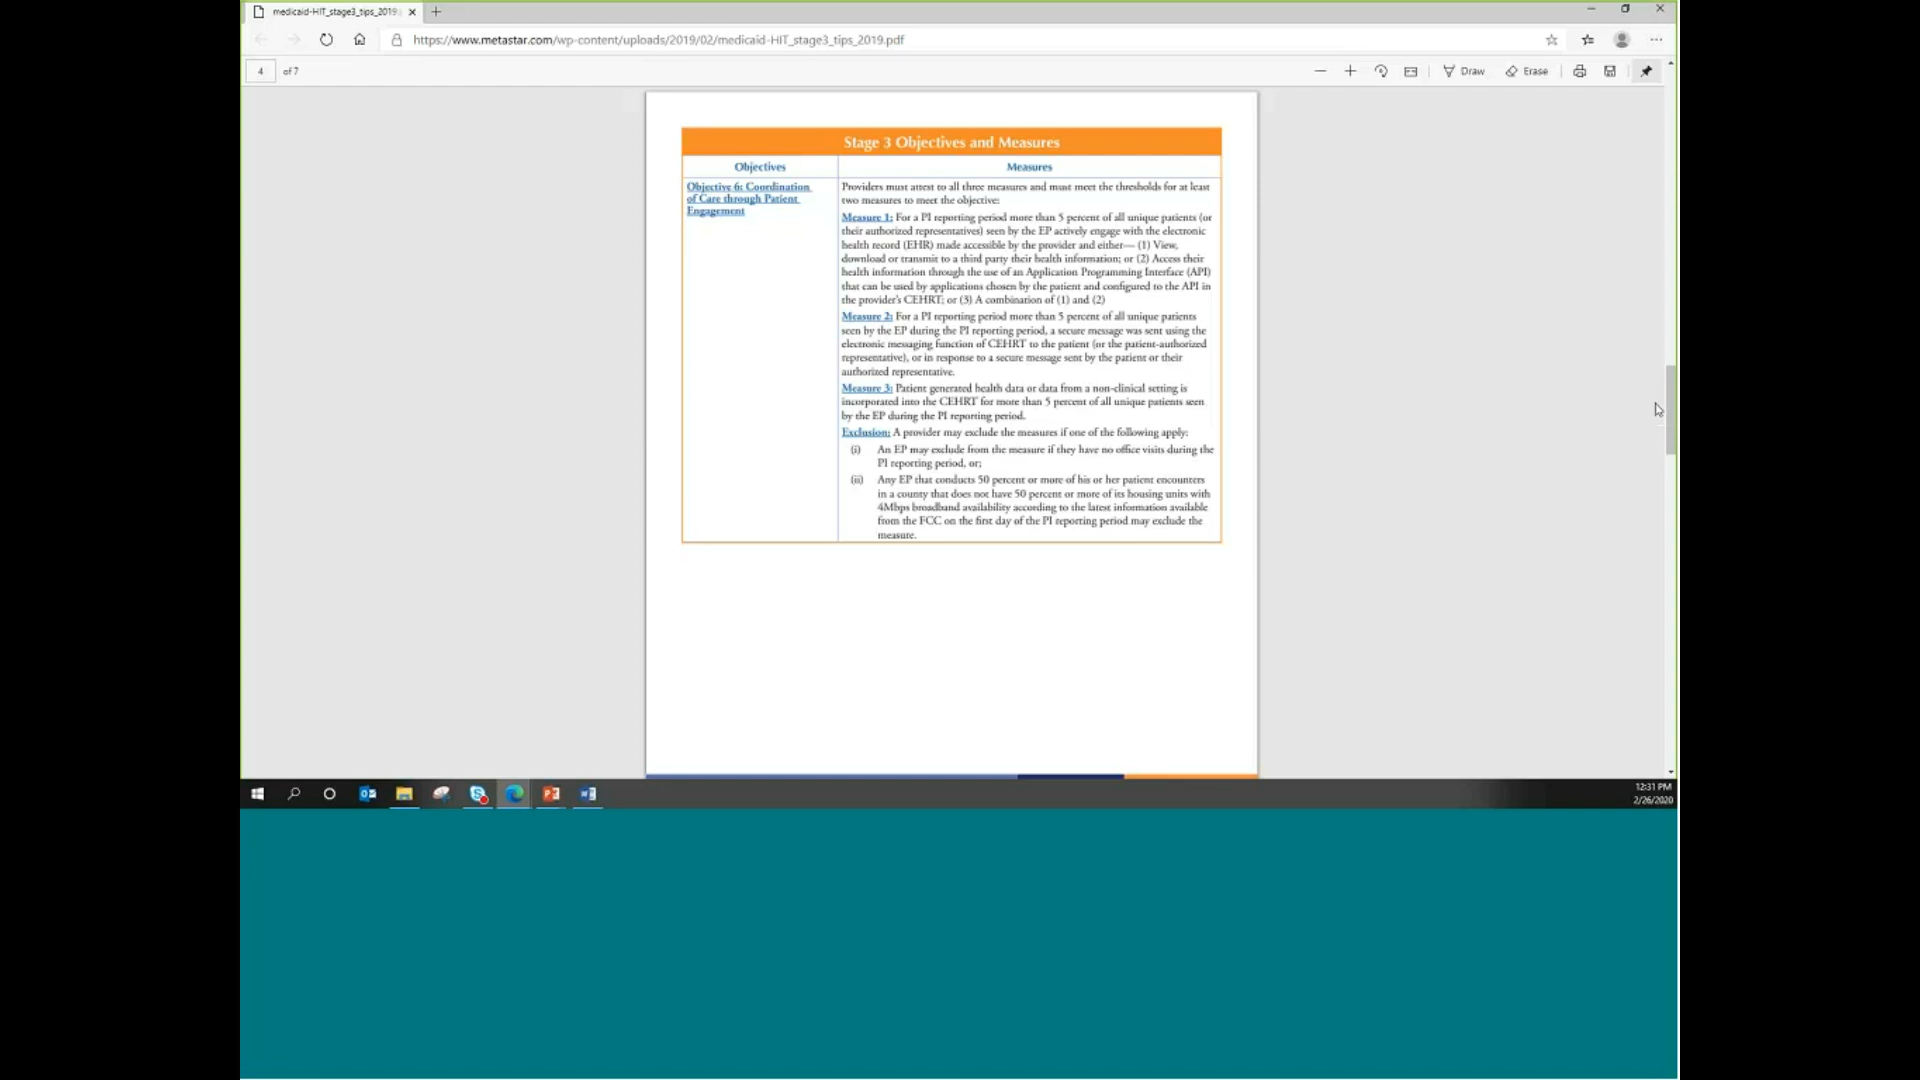 medicaid-HIT_stage3_tips_2019
https://www.metastar.com/wp-content/uploads/2019/02/medicaid-HIT_stage3_tips_2019.pdf
4 of 7
Draw
Erase
Stage 3 Objectives and Measures
Objectives
Measures
Objective 6: Coordination
of Care through Patient
Engagement
Providers must attest to all three measures and must meet the thresholds for at least
two measures to meet the objective:
Measure 1: For a PI reporting period more than 5 percent of all unique patients (or
their authorized representatives) seen by the EP actively engage with the electronic
health record (EHR) made accessible by the provider and either— (1) View,
download or transmit to a third party their health information; or (2) Access their
health information through the use of an Application Programming Interface (API)
that can be used by applications chosen by the patient and configured to the API in
the provider's CEHRT; or (3) A combination of (1) and (2)
Measure 2: For a PI reporting period more than 5 percent of all unique patients
seen by the EP during the PI reporting period, a secure message was sent using the
electronic messaging function of CEHRT to the patient (or the patient-authorized
representative), or in response to a secure message sent by the patient or their
authorized representative.
Measure 3: Patient generated health data or data from a non-clinical setting is
incorporated into the CEHRT for more than 5 percent of all unique patients seen
by the EP during the PI reporting period.
Exclusion: A provider may exclude the measures if one of the following apply:
(i) An EP may exclude from the measure if they have no office visits during the
PI reporting period, or;
(ii) Any EP that conducts 50 percent or more of his or her patient encounters
in a county that does not have 50 percent or more of its housing units with
4Mbps broadband availability according to the latest information available
from the FCC on the first day of the PI reporting period may exclude the
measure.
12:31 PM
2/26/2020